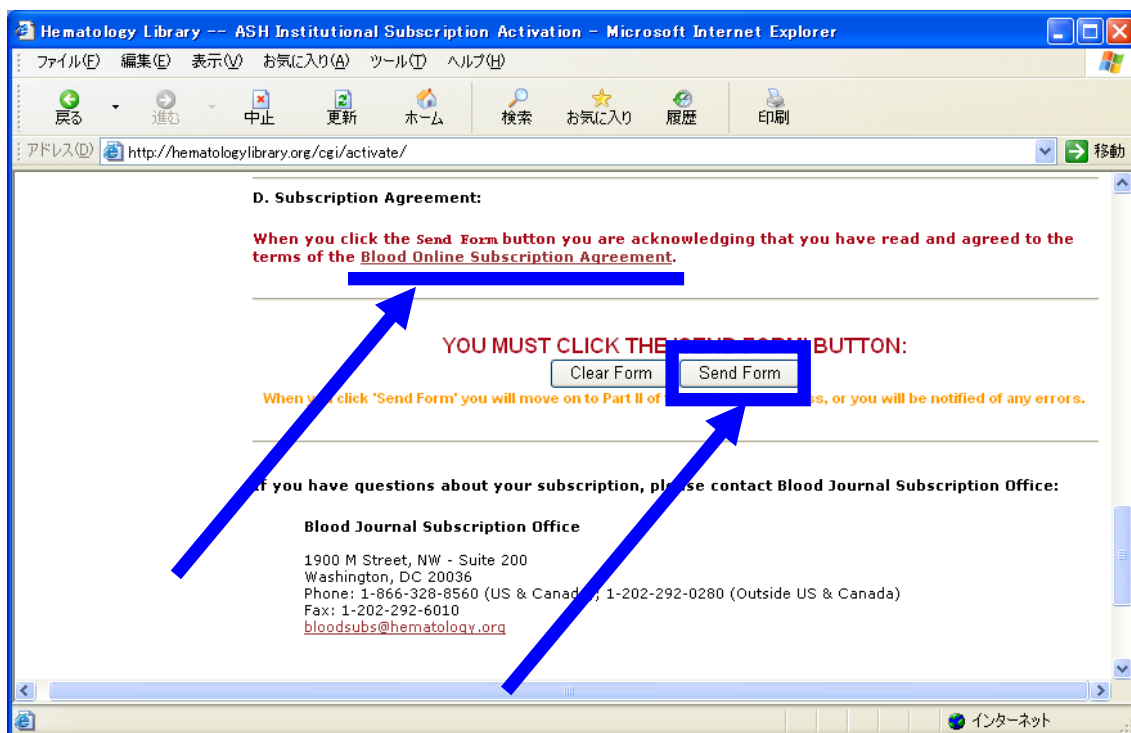 Hematology Library -- ASH Institutional Subscription Activation - Microsoft Internet Explorer
ファイル(F) 編集(E) 表示(V) お気に入り(A) ツール(T) ヘルプ(H)
戻る 進む 中止 更新 ホーム 検索 お気に入り 履歴 印刷
アドレス(D) http://hematologylibrary.org/cgi/activate/ 移動
D. Subscription Agreement:
When you click the Send Form button you are acknowledging that you have read and agreed to the
terms of the Blood Online Subscription Agreement.
YOU MUST CLICK THE BUTTON:
Clear Form Send Form
When you click 'Send Form' you will move on to Part II of or you will be notified of any errors.
If you have questions about your subscription, please contact Blood Journal Subscription Office:
Blood Journal Subscription Office
1900 M Street, NW - Suite 200
Washington, DC 20036
Phone: 1-866-328-8560 (US & Canada); 1-202-292-0280 (Outside US & Canada)
Fax: 1-202-292-6010
bloodsubs@hematology.org
インターネット